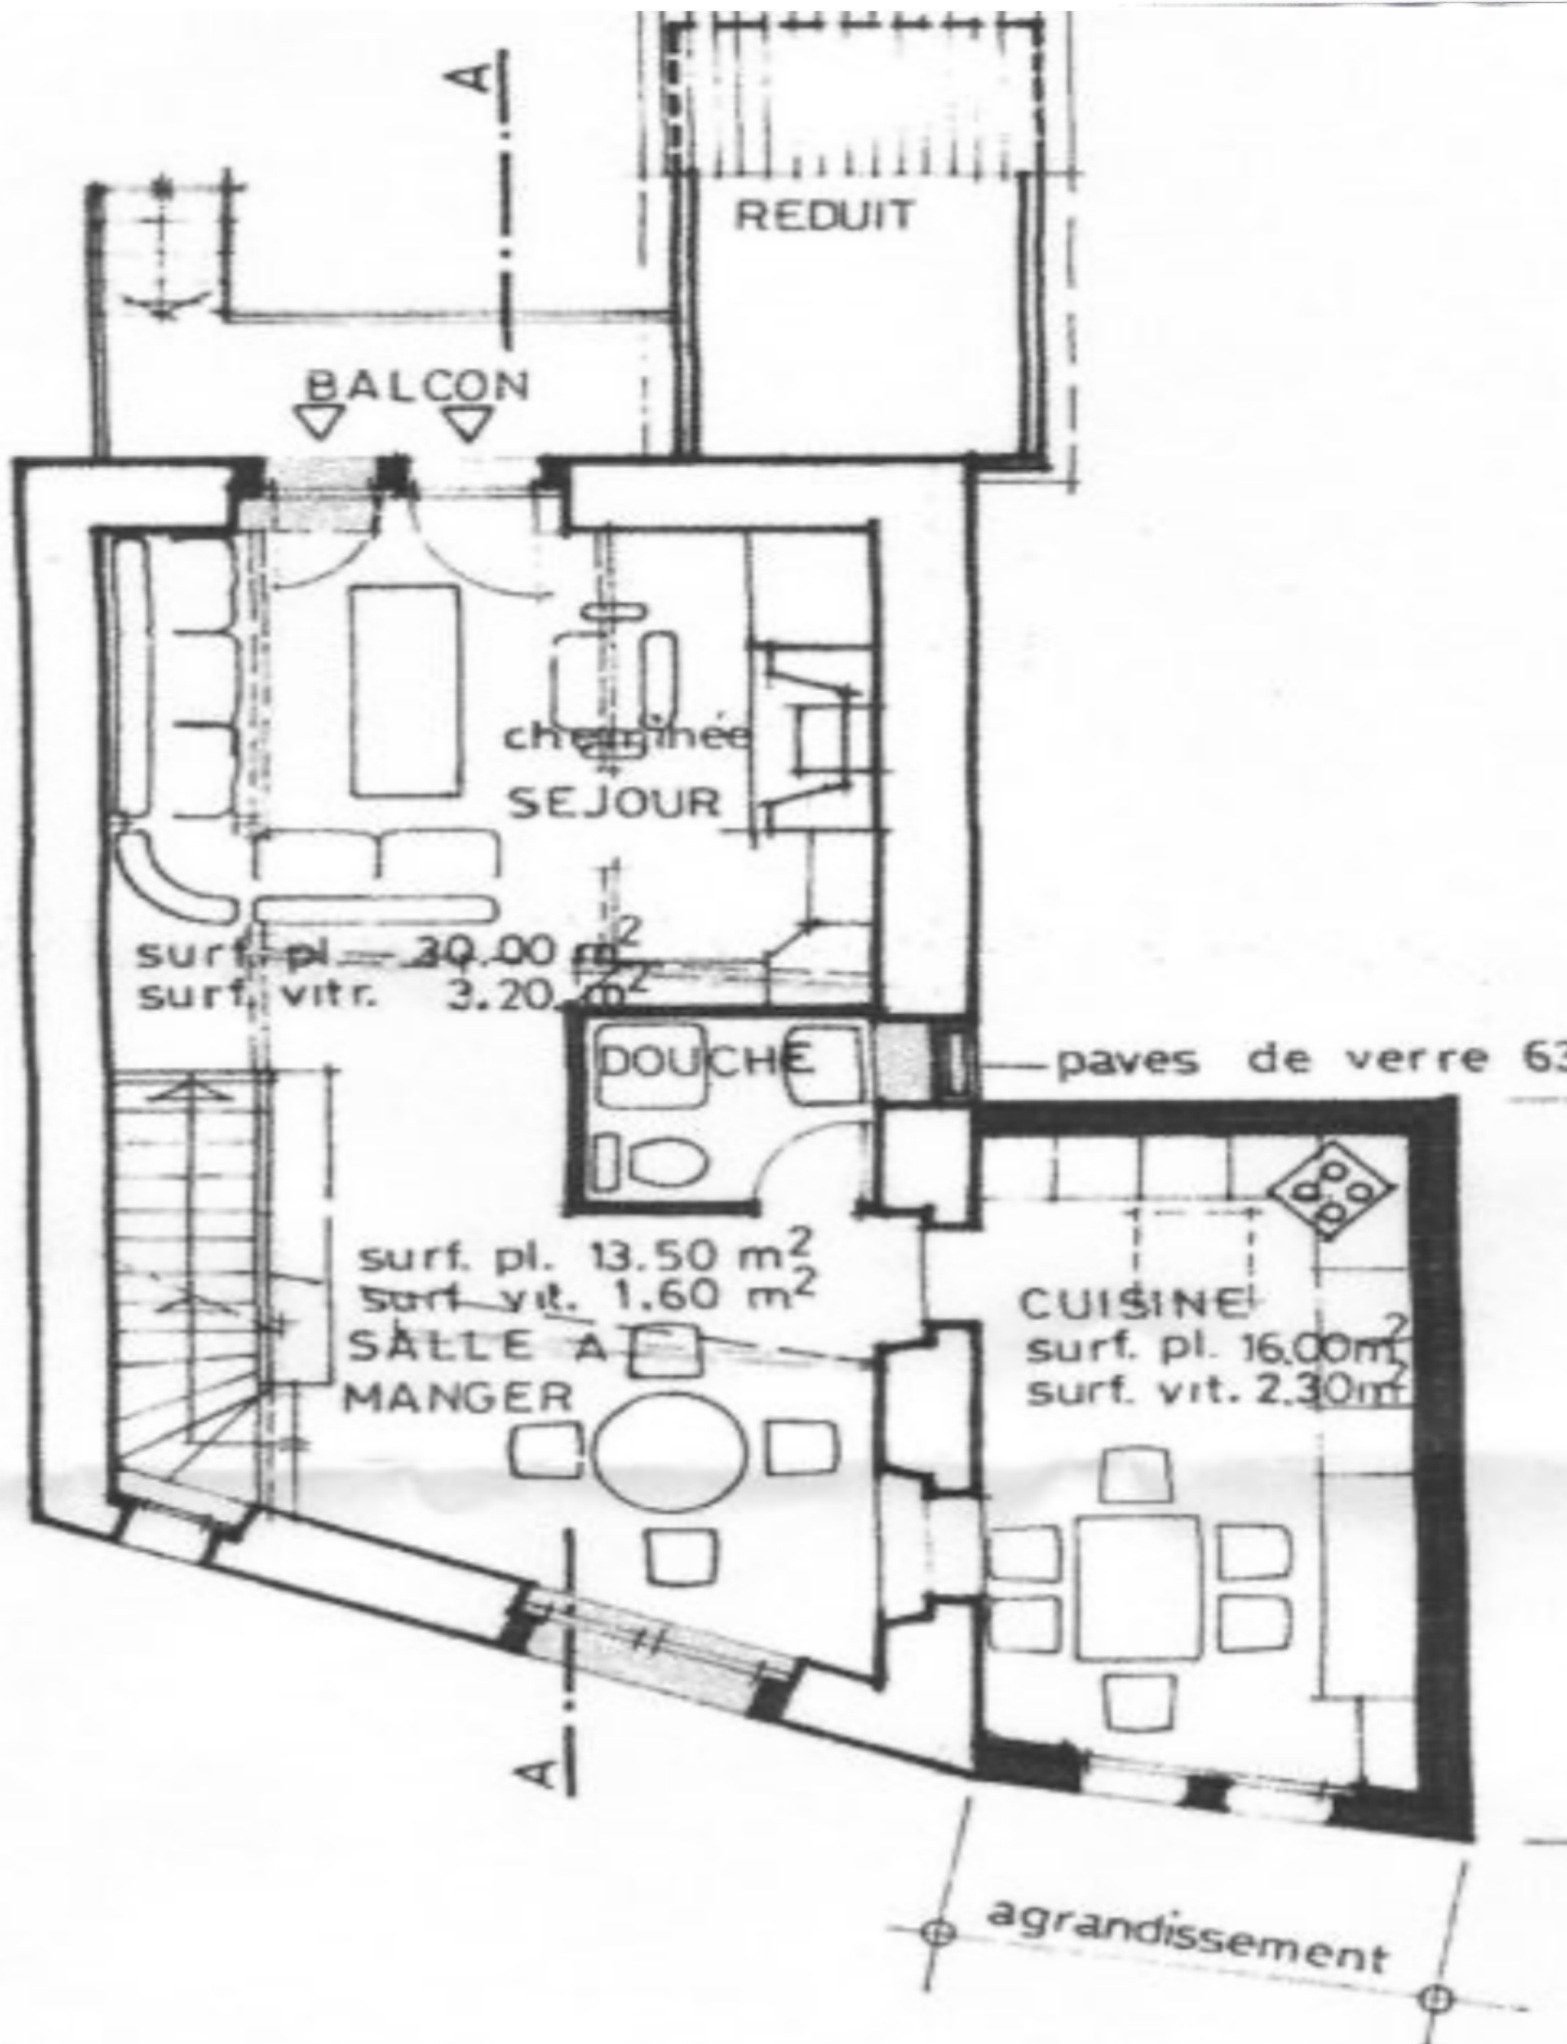 A
REDUIT
BALCON
cheminée
SEJOUR
surf. pl. 30.00 m²
surf. vitr. 3.20 m²
DOUCHE
paves de verre 63
surf. pl. 13.50 m²
surf. vit. 1.60 m²
SALLE A
MANGER
CUISINE
surf. pl. 16.00m²
surf. vit. 2.30m²
A
agrandissement